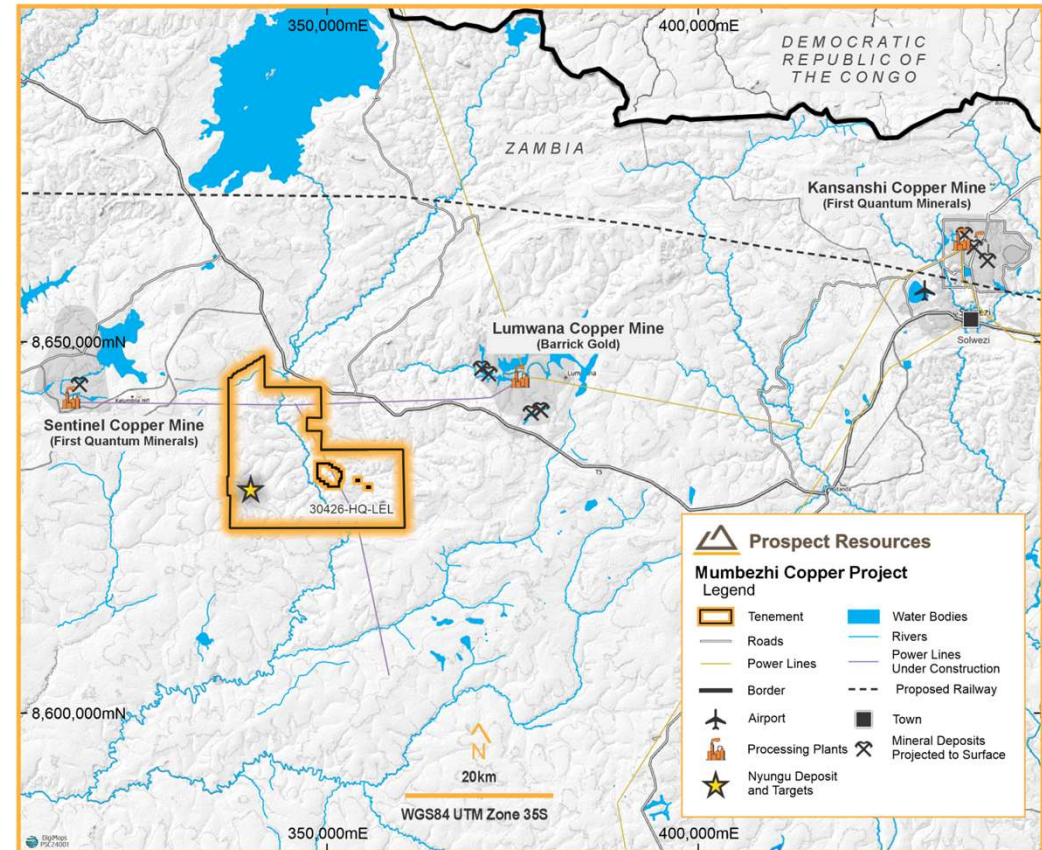 350,000mE
400,000mE
DEMOCRATIC
REPUBLIC OF
THE CONGO
ZAMBIA
Kansanshi Copper Mine
(First Quantum Minerals)
8,650,000mN
Lumwana Copper Mine
(Barrick Gold)
Solwezi
Sentinel Copper Mine
(First Quantum Minerals)
T5
30426-HQ-LEL
Prospect Resources
Mumbezhi Copper Project
Legend
Tenement
Water Bodies
Roads
Rivers
Power Lines
Power Lines
Under Construction
Border
Proposed Railway
Airport
Town
Processing Plants
Mineral Deposits
Projected to Surface
Nyungu Deposit
and Targets
8,600,000mN
N
20km
WGS84 UTM Zone 35S
DigiMaps
PSC24001
350,000mE
400,000mE